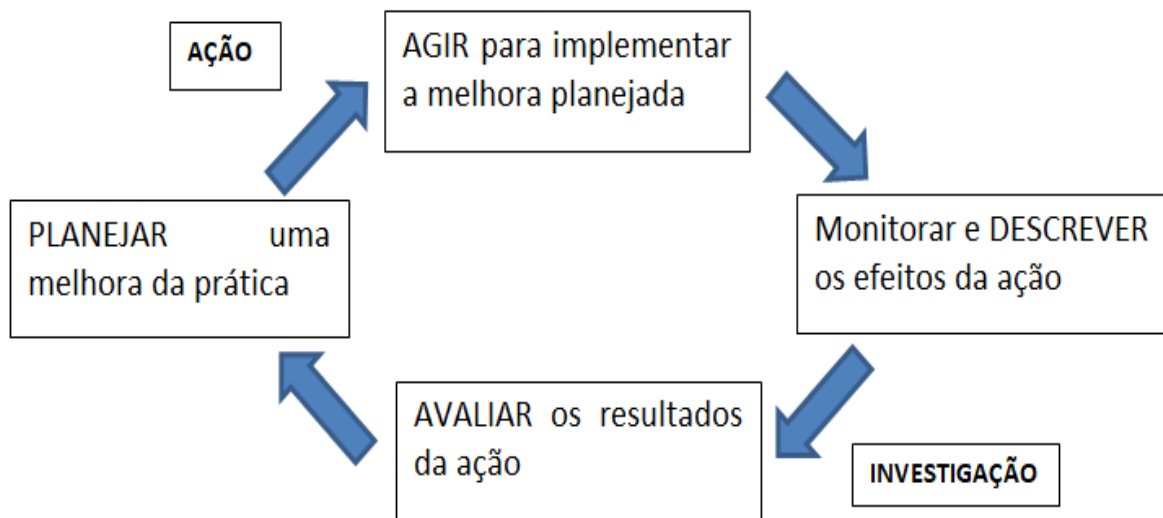 AÇÃO
AGIR para implementar
a melhora planejada
PLANEJAR uma
melhora da prática
Monitorar e DESCREVER
os efeitos da ação
AVALIAR os resultados
da ação
INVESTIGAÇÃO